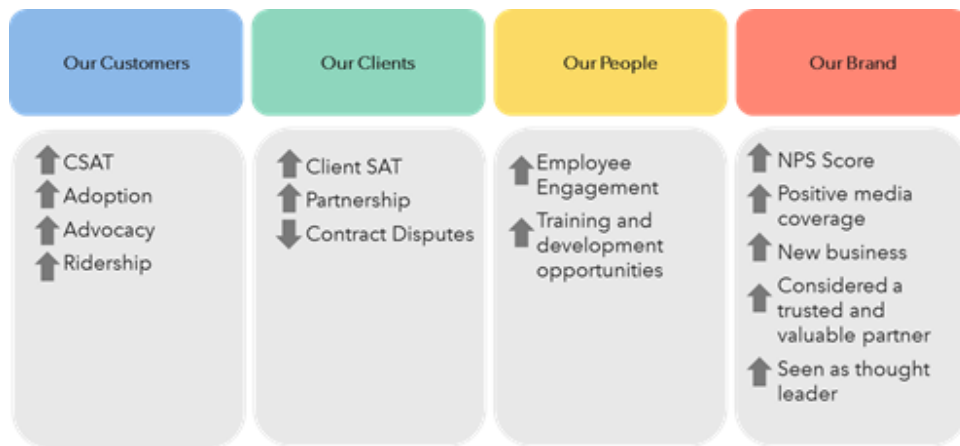 Our Customers
Our Clients
Our People
Our Brand
CSAT
Adoption
Advocacy
Ridership
Client SAT
Partnership
Contract Disputes
Employee
Engagement
Training and
development
opportunities
NPS Score
Positive media
coverage
New business
Considered a
trusted and
valuable partner
Seen as thought
leader